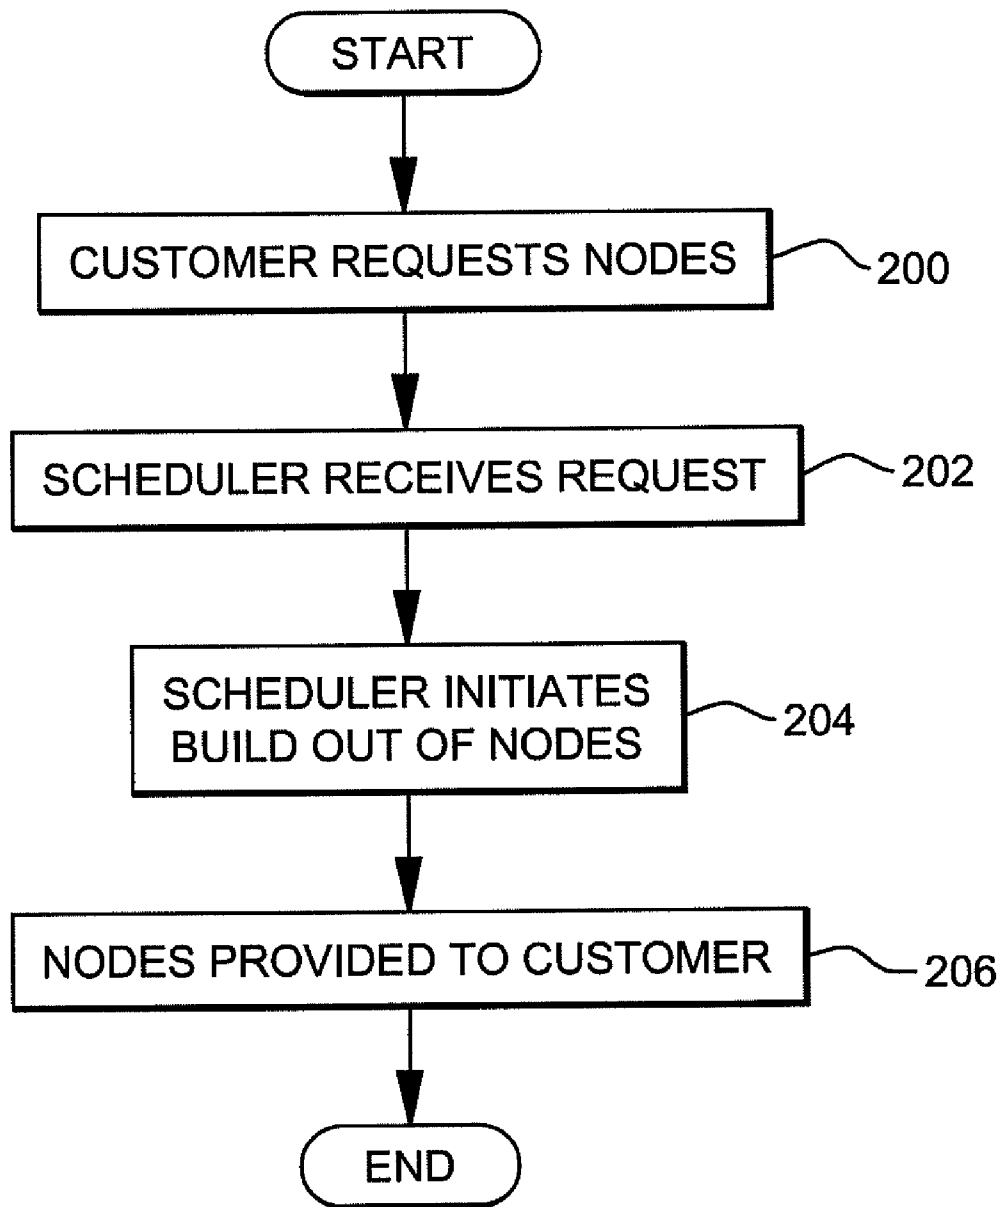 START
CUSTOMER REQUESTS NODES
200
SCHEDULER RECEIVES REQUEST
202
SCHEDULER INITIATES
BUILD OUT OF NODES
204
NODES PROVIDED TO CUSTOMER
206
END